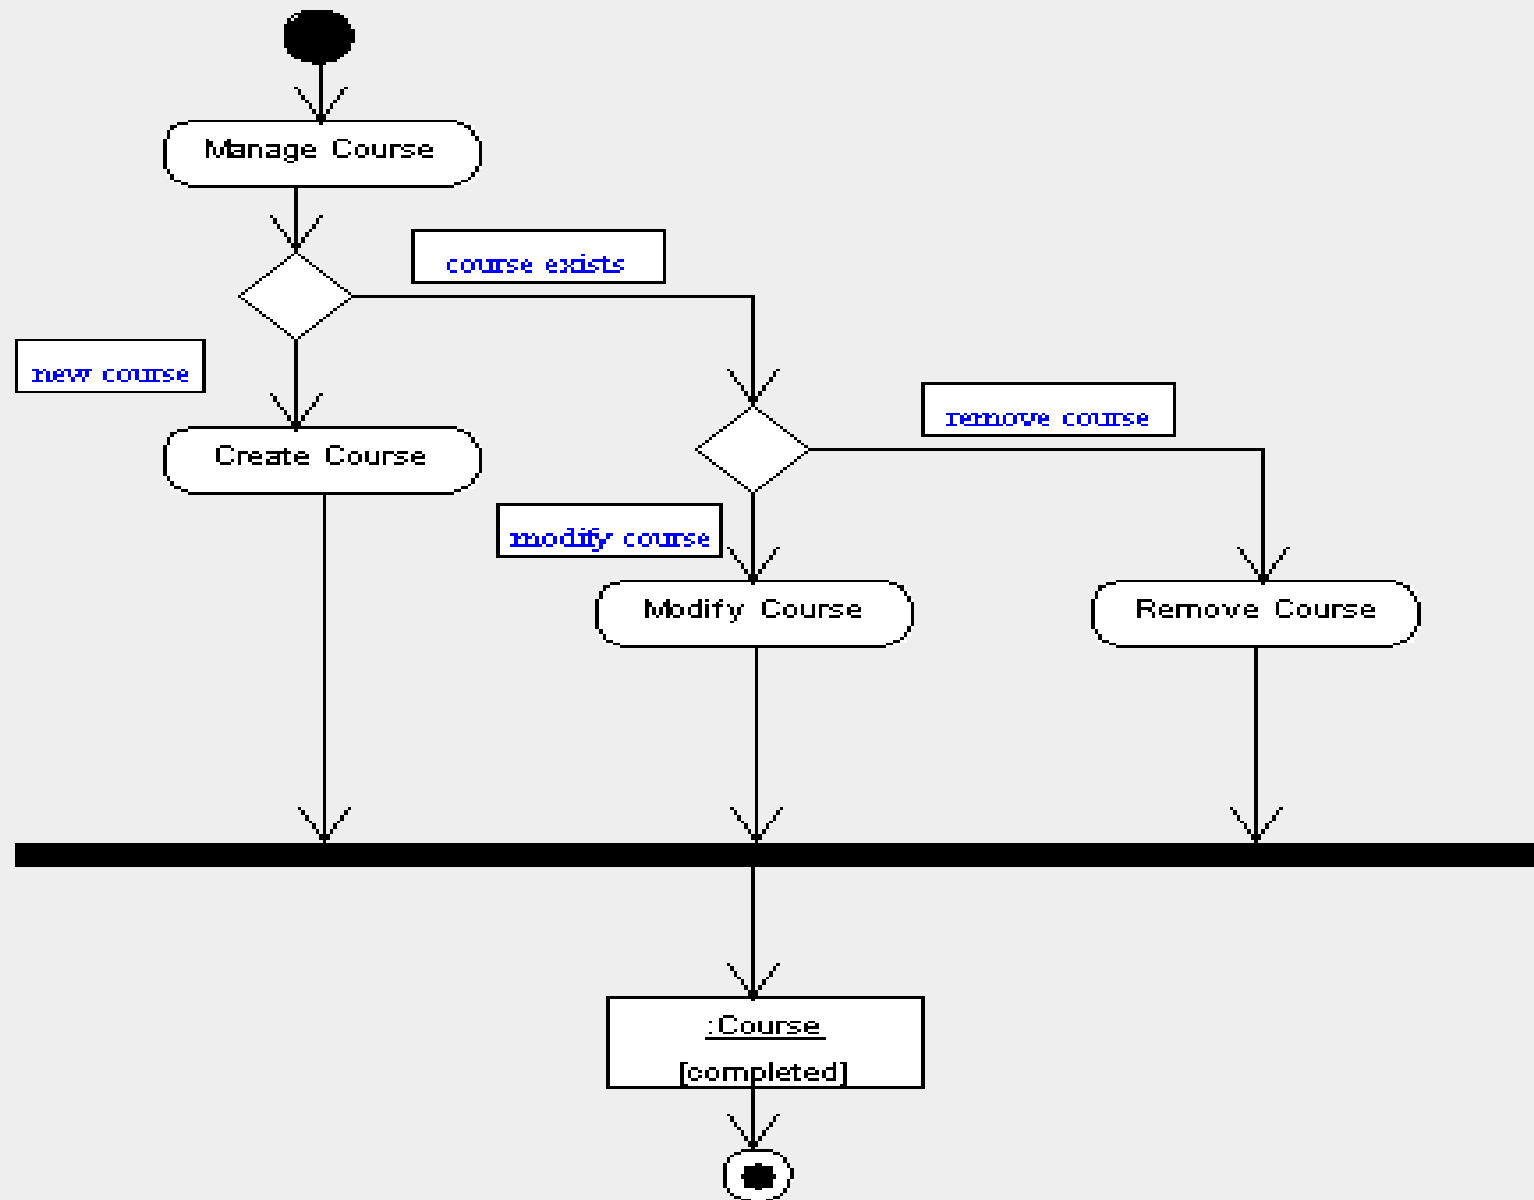 Manage Course
course exists
new course
Create Course
remove course
modify course
Modify Course
Remove Course
:Course
[completed]